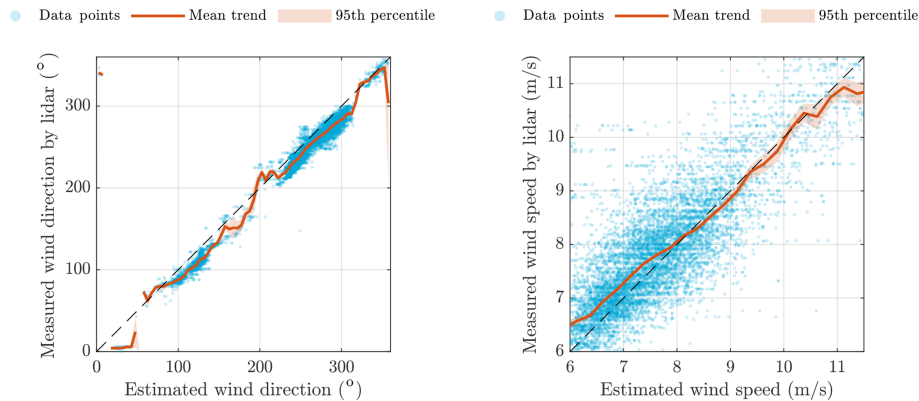 Data points Mean trend 95th percentile
Measured wind direction by lidar (°)
300
200
100
0
0 100 200 300
Estimated wind direction (°)
Data points Mean trend 95th percentile
Measured wind speed by lidar (m/s)
11
10
9
8
7
6
6 7 8 9 10 11
Estimated wind speed (m/s)